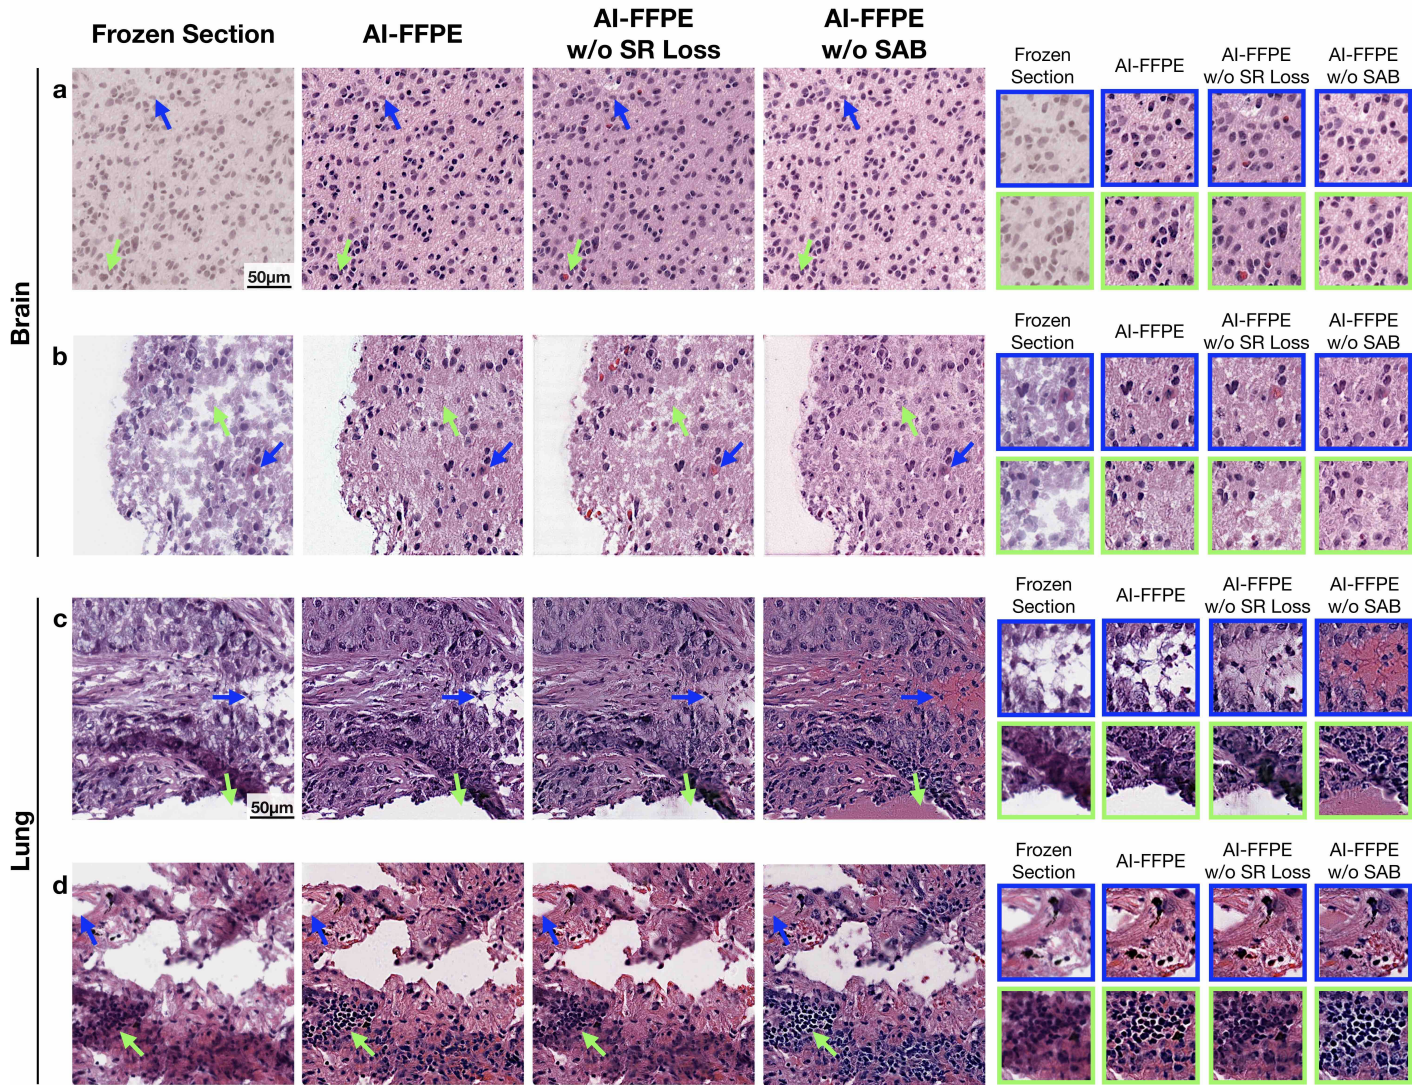 Frozen Section
AI-FFPE
AI-FFPE
w/o SR Loss
AI-FFPE
w/o SAB
Frozen
Section
AI-FFPE
AI-FFPE
w/o SR Loss
AI-FFPE
w/o SAB
Brain
a
50µm
b
Frozen
Section
AI-FFPE
AI-FFPE
w/o SR Loss
AI-FFPE
w/o SAB
Lung
c
50µm
Frozen
Section
AI-FFPE
AI-FFPE
w/o SR Loss
AI-FFPE
w/o SAB
d
Frozen
Section
AI-FFPE
AI-FFPE
w/o SR Loss
AI-FFPE
w/o SAB